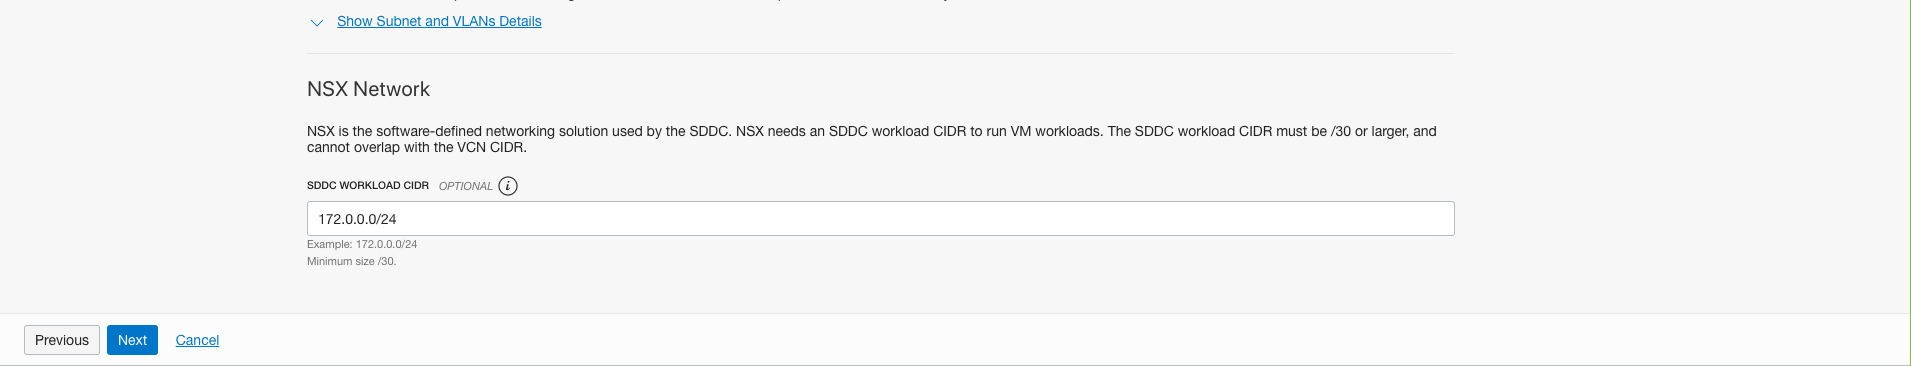 Show Subnet and VLANs Details
NSX Network
NSX is the software-defined networking solution used by the SDDC. NSX needs an SDDC workload CIDR to run VM workloads. The SDDC workload CIDR must be /30 or larger, and
cannot overlap with the VCN CIDR.
SDDC WORKLOAD CIDR OPTIONAL i
172.0.0.0/24
Example: 172.0.0.0/24
Minimum size /30.
Previous Next Cancel